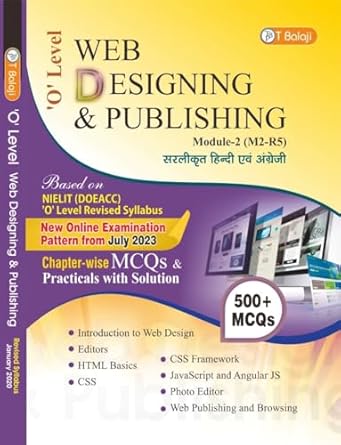 T Balaji
'O' Level
Web Designing & Publishing
Revised Syllabus
January 2020
T Balaji
'O' Level
WEB
DESIGNING
& PUBLISHING
Module-2 (M2-R5)
सरलीकृत हिन्दी एवं अंग्रेजी
Based on
NIELIT (DOEACC)
'O' Level Revised Syllabus
New Online Examination
Pattern from July 2023
Chapter-wise MCQs &
Practicals with Solution
500+
MCQs
• Introduction to Web Design
• Editors
• HTML Basics
• CSS
• CSS Framework
• JavaScript and Angular JS
• Photo Editor
• Web Publishing and Browsing
& Publishing